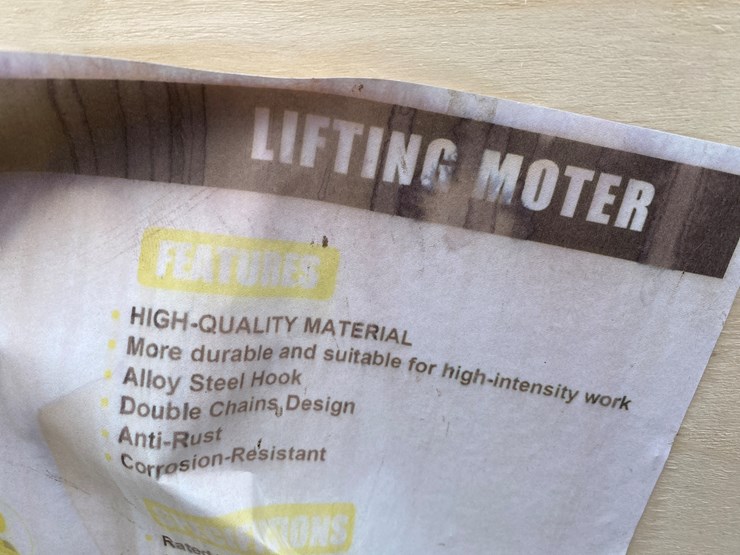 LIFTING MOTER
FEATURES
HIGH-QUALITY MATERIAL
More durable and suitable for high-intensity work
Alloy Steel Hook
Double Chains Design
Anti-Rust
Corrosion-Resistant